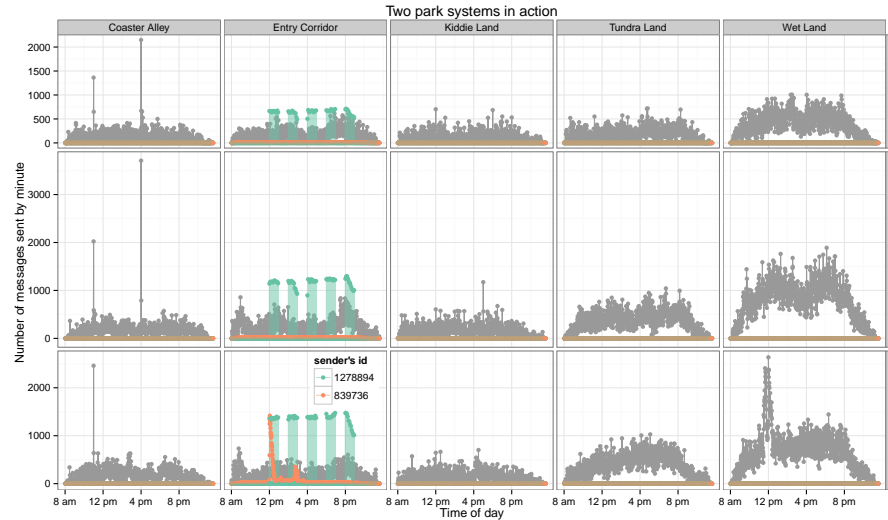 Two park systems in action
Coaster Alley Entry Corridor Kiddie Land Tundra Land Wet Land
2000
1500
1000
500
0
3000
2000
1000
0
2000
1000
0
Number of messages sent by minute
sender's id
1278894
839736
8 am 12 pm 4 pm 8 pm 8 am 12 pm 4 pm 8 pm 8 am 12 pm 4 pm 8 pm 8 am 12 pm 4 pm 8 pm 8 am 12 pm 4 pm 8 pm
Time of day